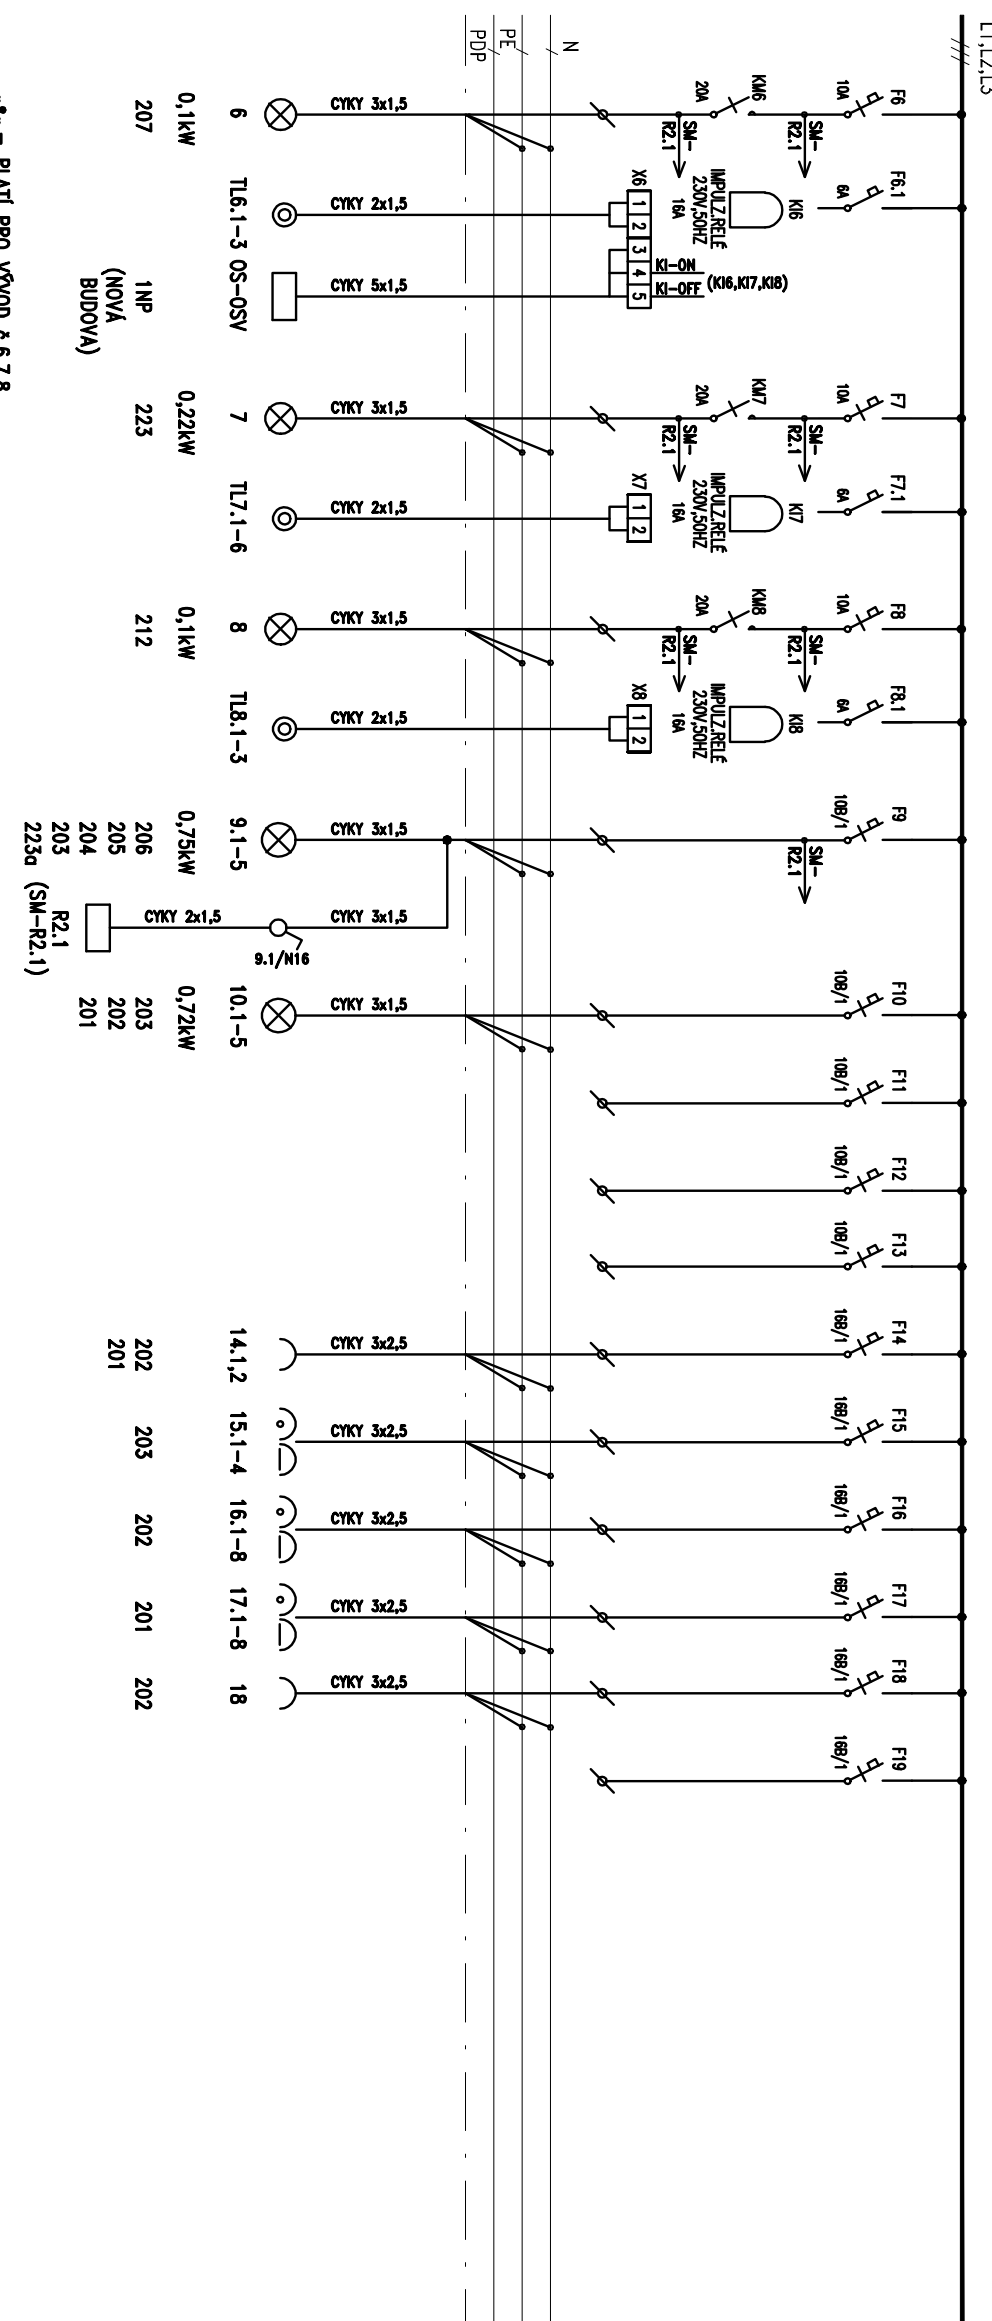 L1,L2,L3
N
PE
PDP
F6
10A
SM-
R2.1
KM6
20A
SM-
R2.1
CYKY 3x1,5
6
0,1kW
207
F6.1
6A
KI6
IMPULZ.RELÉ
230V,50HZ
16A
X6
1 2 3 4 5
KI-ON
KI-OFF
(KI6,KI7,KI8)
CYKY 2x1,5
TL6.1-3
CYKY 5x1,5
OS-OSV
1NP
(NOVÁ
BUDOVA)
F7
10A
SM-
R2.1
KM7
20A
SM-
R2.1
CYKY 3x1,5
7
0,22kW
223
F7.1
6A
KI7
IMPULZ.RELÉ
230V,50HZ
16A
X7
1 2
CYKY 2x1,5
TL7.1-6
F8
10A
SM-
R2.1
KM8
20A
SM-
R2.1
CYKY 3x1,5
8
0,1kW
212
F8.1
6A
KI8
IMPULZ.RELÉ
230V,50HZ
16A
X8
1 2
CYKY 2x1,5
TL8.1-3
F9
10B/1
SM-
R2.1
CYKY 3x1,5
9.1-5
0,75kW
206
205
204
203
223a
CYKY 3x1,5
9.1/N16
CYKY 2x1,5
R2.1
(SM-R2.1)
F10
10B/1
CYKY 3x1,5
10.1-5
0,72kW
203
202
201
F11
10B/1
F12
10B/1
F13
10B/1
F14
16B/1
CYKY 3x2,5
14.1,2
202
201
F15
16B/1
CYKY 3x2,5
15.1-4
203
F16
16B/1
CYKY 3x2,5
16.1-8
202
F17
16B/1
CYKY 3x2,5
17.1-8
201
F18
16B/1
CYKY 3x2,5
18
202
F19
16B/1
PLATÍ PRO VÝVOD Č.6,7,8